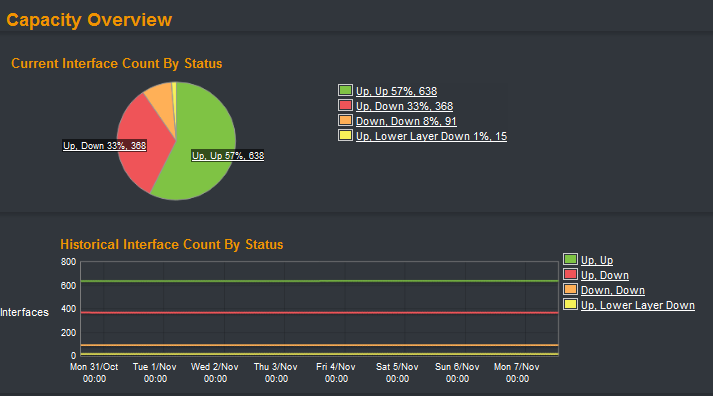 Capacity Overview
Current Interface Count By Status
Up, Up 57%, 638
Up, Down 33%, 368
Down, Down 8%, 91
Up, Lower Layer Down 1%, 15
Up, Down 33%, 368
Up, Up 57%, 638
Historical Interface Count By Status
800
600
400
200
0
Interfaces
Mon 31/Oct Tue 1/Nov Wed 2/Nov Thu 3/Nov Fri 4/Nov Sat 5/Nov Sun 6/Nov Mon 7/Nov
00:00 00:00 00:00 00:00 00:00 00:00 00:00 00:00
Up, Up
Up, Down
Down, Down
Up, Lower Layer Down